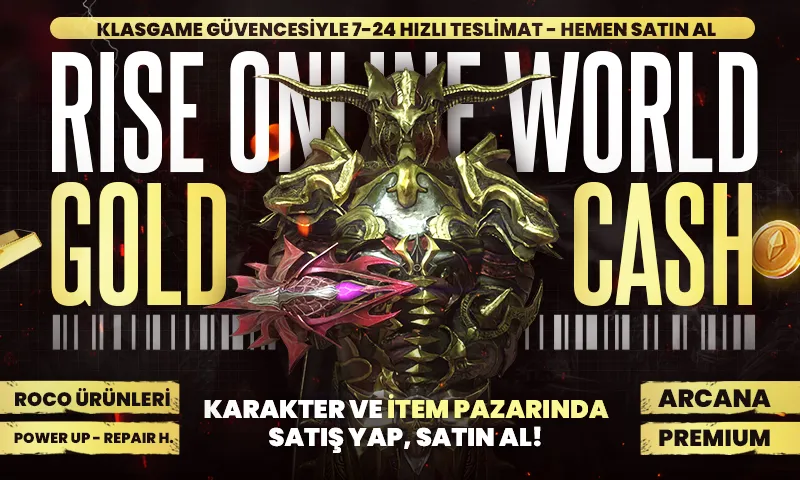 KLASGAME GÜVENCESİYLE 7-24 HIZLI TESLİMAT - HEMEN SATIN AL
RISE ONLINE WORLD
GOLD CASH
ROCO ÜRÜNLERİ
POWER UP - REPAIR H.
KARAKTER VE İTEM PAZARINDA
SATIŞ YAP, SATIN AL!
ARCANA
PREMIUM